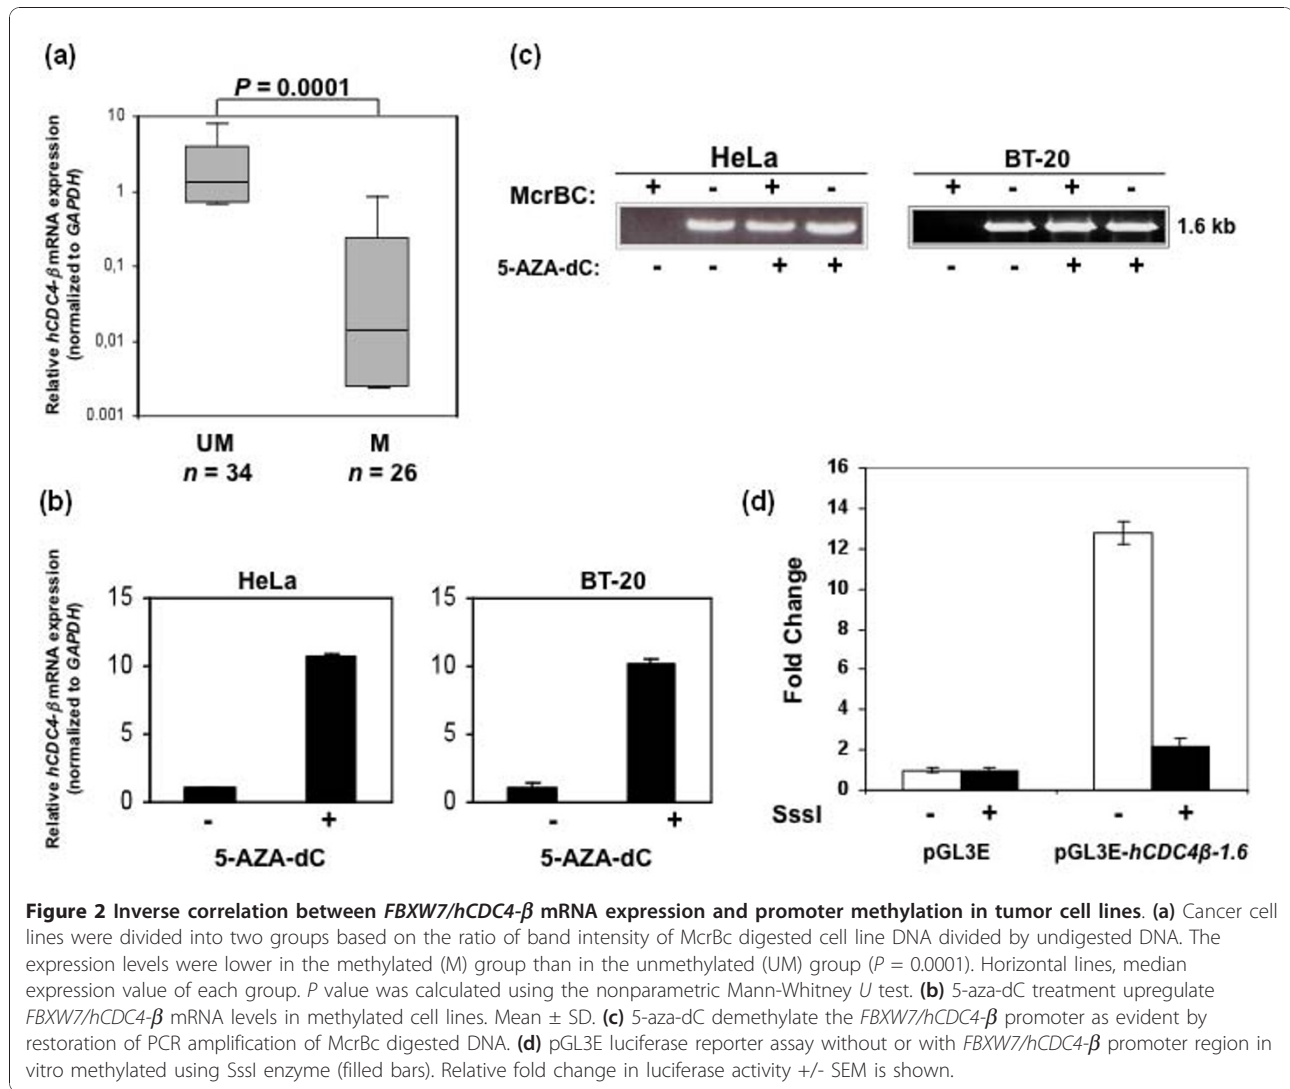 (a)
P = 0.0001
Relative hCDC4-β mRNA expression
(normalized to GAPDH)
10
1
0,1
0,01
0.001
UM
n = 34
M
n = 26
(c)
HeLa
BT-20
McrBC:
+ - + -
+ - + -
1.6 kb
5-AZA-dC:
- - + +
- - + +
(b)
Relative hCDC4-β mRNA expression
(normalized to GAPDH)
HeLa
15
10
5
0
- +
5-AZA-dC
BT-20
15
10
5
0
- +
5-AZA-dC
(d)
Fold Change
16
14
12
10
8
6
4
2
0
SssI
- + - +
pGL3E
pGL3E-hCDC4β-1.6
Figure 2 Inverse correlation between FBXW7/hCDC4-β mRNA expression and promoter methylation in tumor cell lines. (a) Cancer cell
lines were divided into two groups based on the ratio of band intensity of McrBc digested cell line DNA divided by undigested DNA. The
expression levels were lower in the methylated (M) group than in the unmethylated (UM) group (P = 0.0001). Horizontal lines, median
expression value of each group. P value was calculated using the nonparametric Mann-Whitney U test. (b) 5-aza-dC treatment upregulate
FBXW7/hCDC4-β mRNA levels in methylated cell lines. Mean ± SD. (c) 5-aza-dC demethylate the FBXW7/hCDC4-β promoter as evident by
restoration of PCR amplification of McrBc digested DNA. (d) pGL3E luciferase reporter assay without or with FBXW7/hCDC4-β promoter region in
vitro methylated using SssI enzyme (filled bars). Relative fold change in luciferase activity +/- SEM is shown.